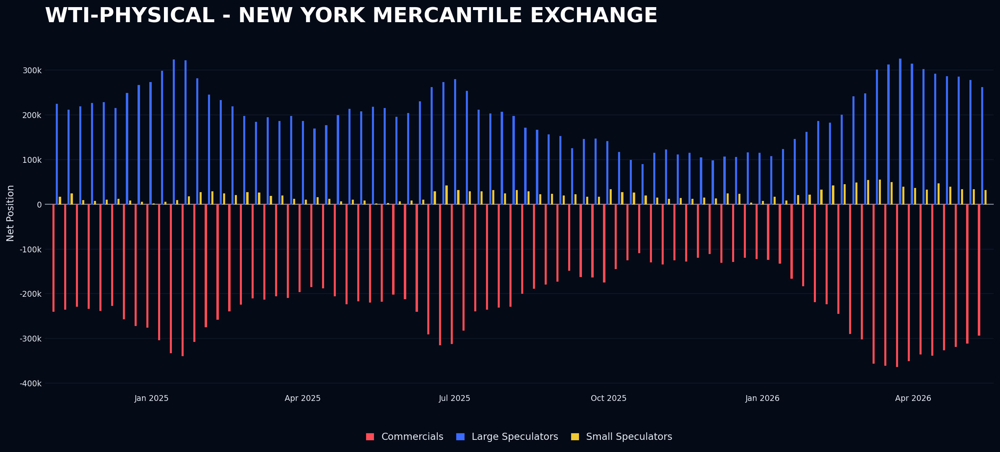 WTI-PHYSICAL - NEW YORK MERCANTILE EXCHANGE
300k
200k
100k
0
-100k
-200k
-300k
-400k
Net Position
Jan 2025 Apr 2025 Jul 2025 Oct 2025 Jan 2026 Apr 2026
Commercials Large Speculators Small Speculators